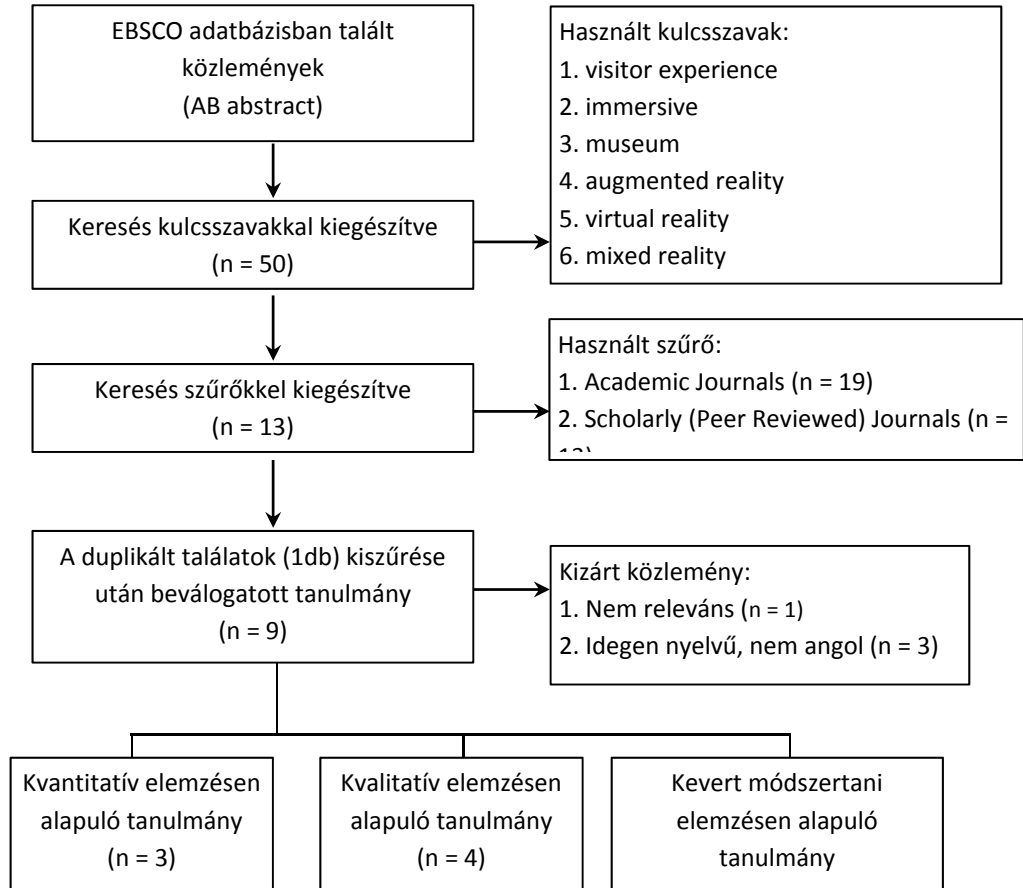 EBSCO adatbázisban talált
közlemények
(AB abstract)
Használt kulcsszavak:
1. visitor experience
2. immersive
3. museum
4. augmented reality
5. virtual reality
6. mixed reality
Keresés kulcsszavakkal kiegészítve
(n = 50)
Használt szűrő:
1. Academic Journals (n = 19)
2. Scholarly (Peer Reviewed) Journals (n =
Keresés szűrőkkel kiegészítve
(n = 13)
A duplikált találatok (1db) kiszűrése
után beválogatott tanulmány
(n = 9)
Kizárt közlemény:
1. Nem releváns (n = 1)
2. Idegen nyelvű, nem angol (n = 3)
Kvantitatív elemzésen
alapuló tanulmány
(n = 3)
Kvalitatív elemzésen
alapuló tanulmány
(n = 4)
Kevert módszertani
elemzésen alapuló
tanulmány